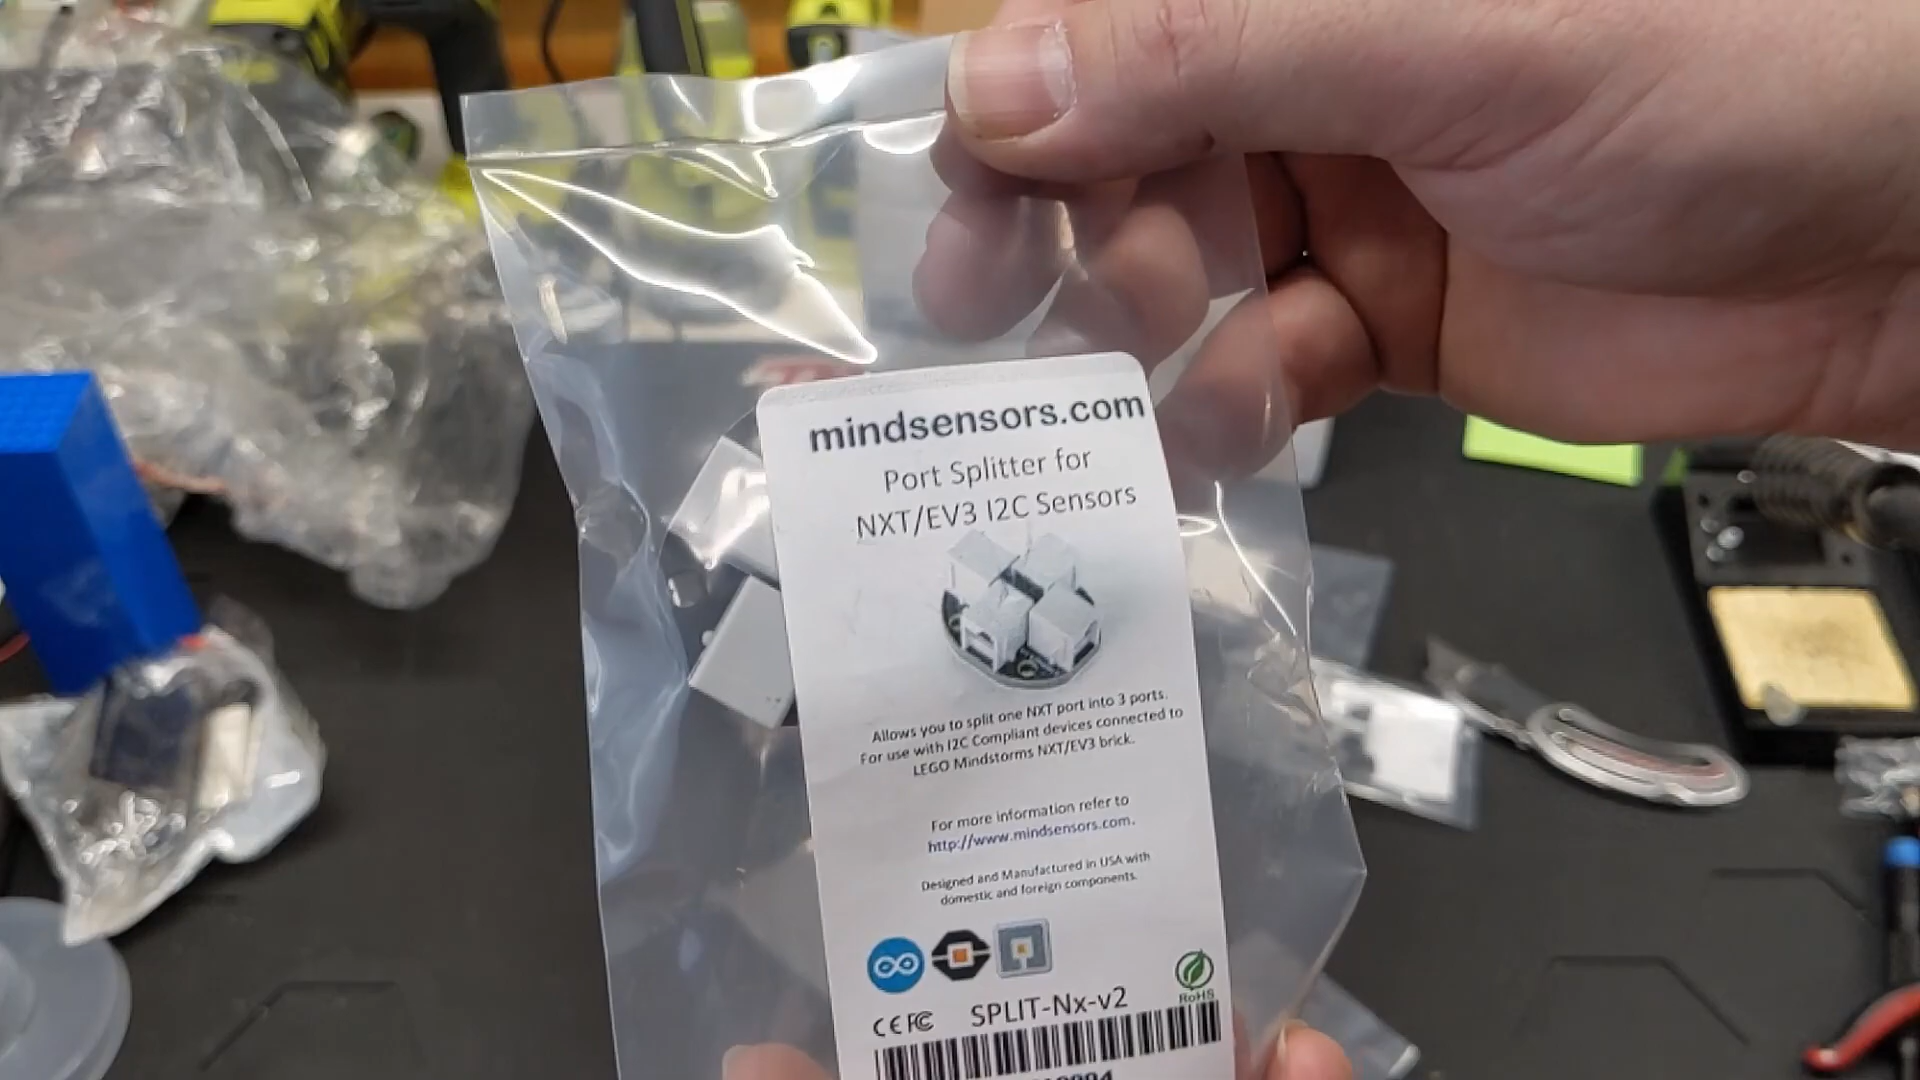 mindsensors.com
Port Splitter for
NXT/EV3 I2C Sensors
Allows you to split one NXT port into 3 ports.
For use with I2C Compliant devices connected to
LEGO Mindstorms NXT/EV3 brick.
For more information refer to
http://www.mindsensors.com.
Designed and Manufactured in USA with
domestic and foreign components.
RoHS
CE FC SPLIT-Nx-v2